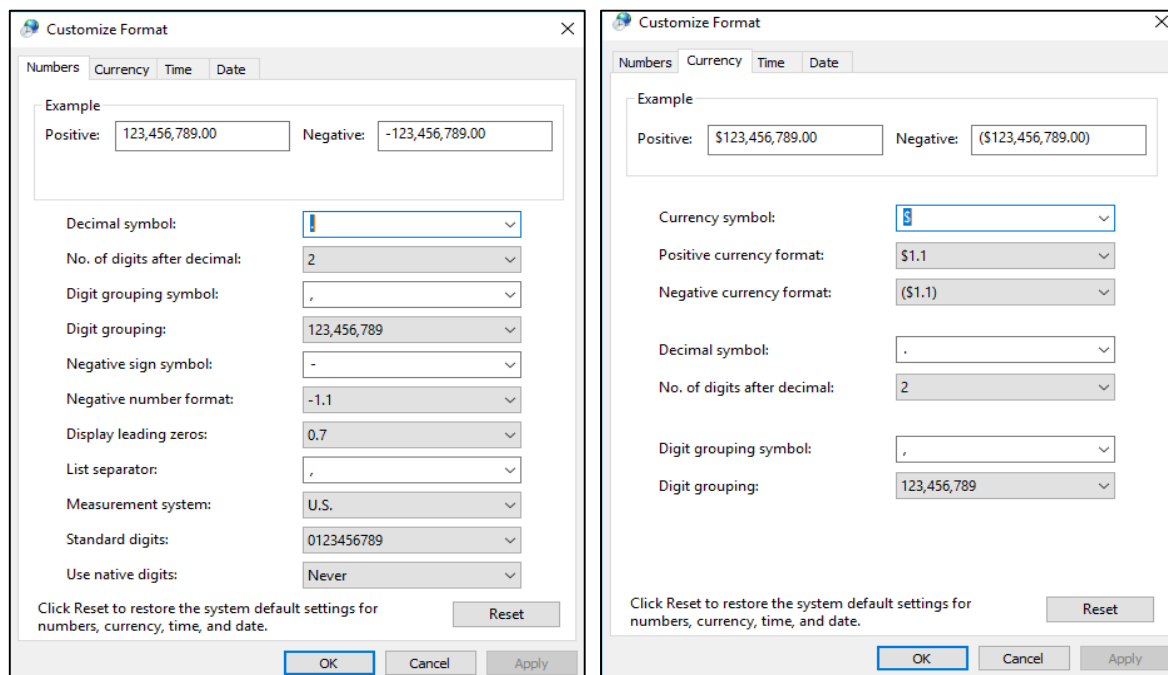 Customize Format
Numbers Currency Time Date
Example
Positive: 123,456,789.00 Negative: -123,456,789.00
Decimal symbol: .
No. of digits after decimal: 2
Digit grouping symbol: ,
Digit grouping: 123,456,789
Negative sign symbol: -
Negative number format: -1.1
Display leading zeros: 0.7
List separator: ,
Measurement system: U.S.
Standard digits: 0123456789
Use native digits: Never
Click Reset to restore the system default settings for
numbers, currency, time, and date.
Reset
OK Cancel Apply
Customize Format
Numbers Currency Time Date
Example
Positive: $123,456,789.00 Negative: ($123,456,789.00)
Currency symbol: $
Positive currency format: $1.1
Negative currency format: ($1.1)
Decimal symbol: .
No. of digits after decimal: 2
Digit grouping symbol: ,
Digit grouping: 123,456,789
Click Reset to restore the system default settings for
numbers, currency, time, and date.
Reset
OK Cancel Apply